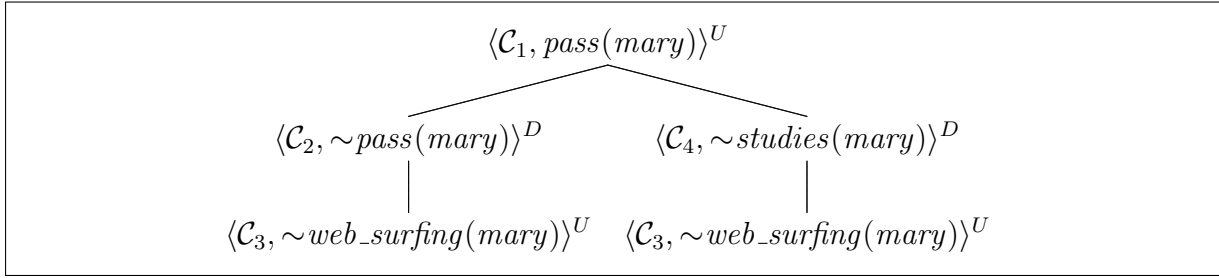 ⟨𝒞₁, pass(mary)⟩ᵁ
⟨𝒞₂, ∼pass(mary)⟩ᴰ ⟨𝒞₄, ∼studies(mary)⟩ᴰ
⟨𝒞₃, ∼web_surfing(mary)⟩ᵁ ⟨𝒞₃, ∼web_surfing(mary)⟩ᵁ